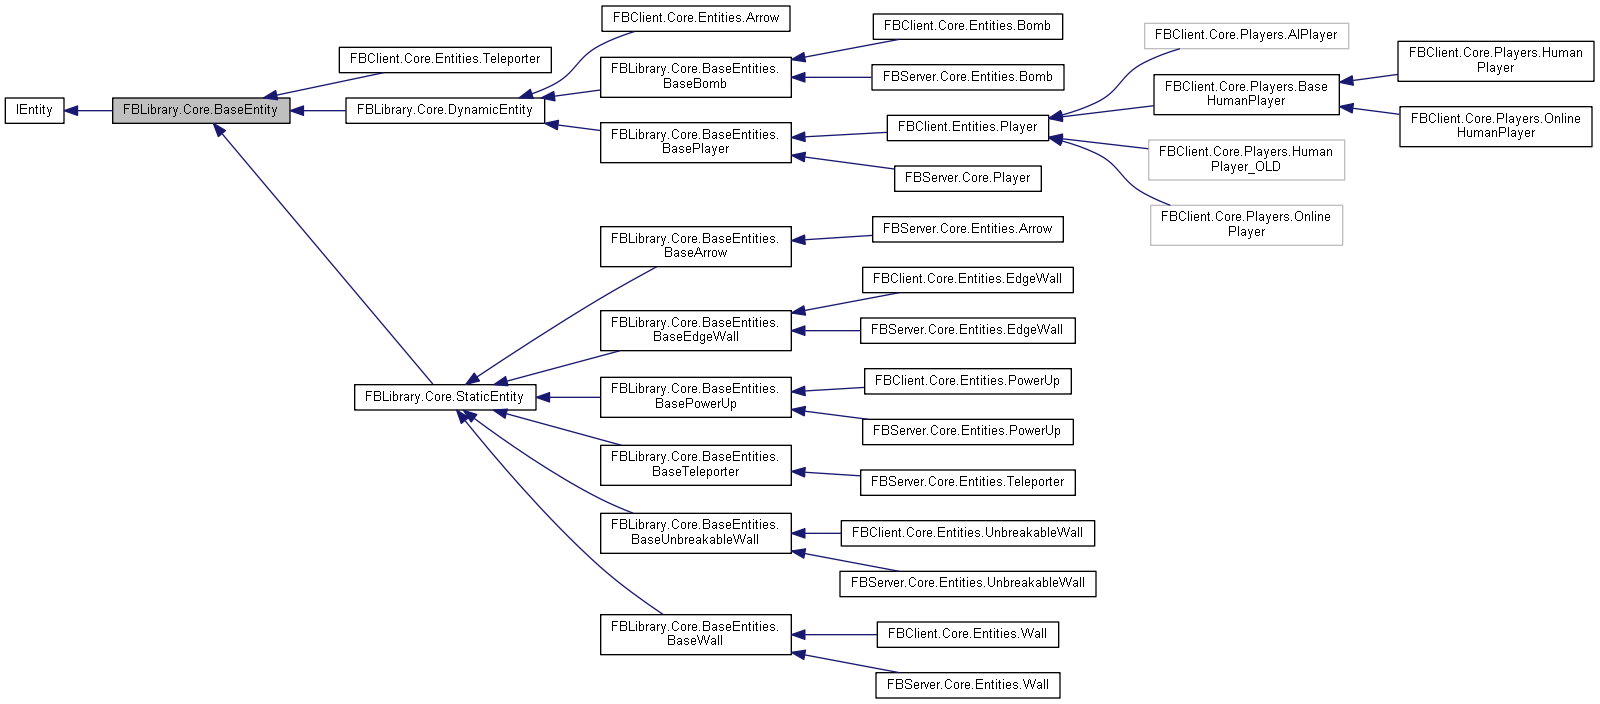 IEntity
FBLibrary.Core.BaseEntity
FBClient.Core.Entities.Teleporter
FBLibrary.Core.DynamicEntity
FBLibrary.Core.StaticEntity
FBClient.Core.Entities.Arrow
FBLibrary.Core.BaseEntities.
BaseBomb
FBLibrary.Core.BaseEntities.
BasePlayer
FBLibrary.Core.BaseEntities.
BaseArrow
FBLibrary.Core.BaseEntities.
BaseEdgeWall
FBLibrary.Core.BaseEntities.
BasePowerUp
FBLibrary.Core.BaseEntities.
BaseTeleporter
FBLibrary.Core.BaseEntities.
BaseUnbreakableWall
FBLibrary.Core.BaseEntities.
BaseWall
FBClient.Core.Entities.Bomb
FBServer.Core.Entities.Bomb
FBClient.Entities.Player
FBServer.Core.Player
FBServer.Core.Entities.Arrow
FBClient.Core.Entities.EdgeWall
FBServer.Core.Entities.EdgeWall
FBClient.Core.Entities.PowerUp
FBServer.Core.Entities.PowerUp
FBServer.Core.Entities.Teleporter
FBClient.Core.Entities.UnbreakableWall
FBServer.Core.Entities.UnbreakableWall
FBClient.Core.Entities.Wall
FBServer.Core.Entities.Wall
FBClient.Core.Players.AIPlayer
FBClient.Core.Players.Base
HumanPlayer
FBClient.Core.Players.Human
Player_OLD
FBClient.Core.Players.Online
Player
FBClient.Core.Players.Human
Player
FBClient.Core.Players.Online
HumanPlayer